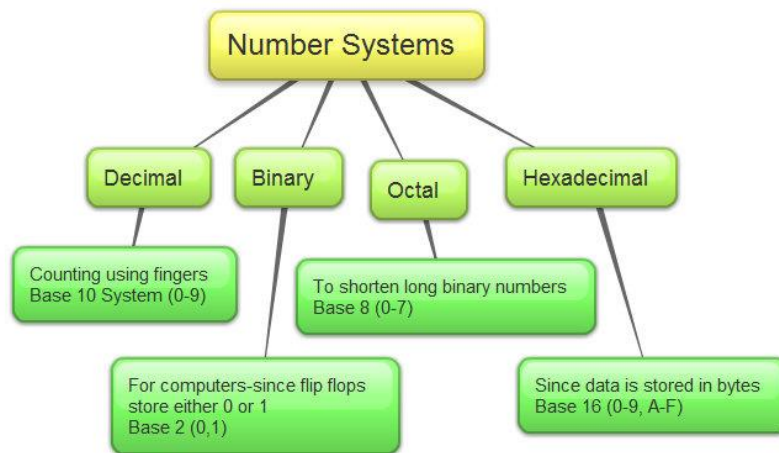 Number Systems
Decimal
Binary
Octal
Hexadecimal
Counting using fingers
Base 10 System (0-9)
To shorten long binary numbers
Base 8 (0-7)
For computers-since flip flops
store either 0 or 1
Base 2 (0,1)
Since data is stored in bytes
Base 16 (0-9, A-F)